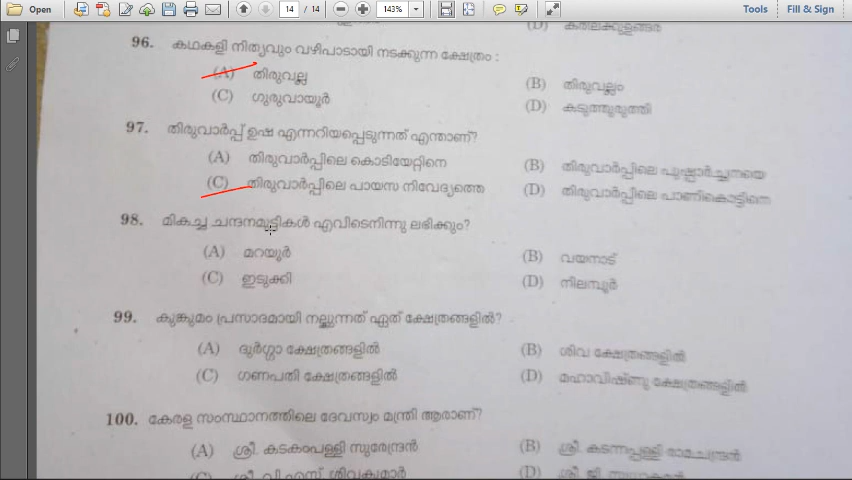 Open
14 / 14
143%
Tools
Fill & Sign
96. കഥകളി നിത്യവും വഴിപാടായി നടക്കുന്ന ക്ഷേത്രം :
(A) തിരുവല്ല
(B) തിരുവല്ലം
(C) ഗുരുവായൂർ
(D) കടുത്തുരുത്തി
97. തിരുവാർപ്പ് ഉഷ എന്നറിയപ്പെടുന്നത് എന്താണ്?
(A) തിരുവാർപ്പിലെ കൊടിയേറ്റിനെ
(B) തിരുവാർപ്പിലെ പുഷ്പാർച്ചനയെ
(C) തിരുവാർപ്പിലെ പായസ നിവേദ്യത്തെ
(D) തിരുവാർപ്പിലെ പാണികൊട്ടിനെ
98. മികച്ച ചന്ദനമുട്ടികൾ എവിടെനിന്നു ലഭിക്കും?
(A) മറയൂർ
(B) വയനാട്
(C) ഇടുക്കി
(D) നിലമ്പൂർ
99. കുങ്കുമം പ്രസാദമായി നല്കുന്നത് ഏത് ക്ഷേത്രങ്ങളിൽ?
(A) ദുർഗ്ഗാ ക്ഷേത്രങ്ങളിൽ
(B) ശിവ ക്ഷേത്രങ്ങളിൽ
(C) ഗണപതി ക്ഷേത്രങ്ങളിൽ
(D) മഹാവിഷ്ണു ക്ഷേത്രങ്ങളിൽ
100. കേരള സംസ്ഥാനത്തിലെ ദേവസ്വം മന്ത്രി ആരാണ്?
(A) ശ്രീ. കടകംപള്ളി സുരേന്ദ്രൻ
(B) ശ്രീ. കടന്നപ്പള്ളി രാമചന്ദ്രൻ
(C) ശ്രീ. വി.എസ്. ശിവകുമാർ
(D) ശ്രീ. ജി.